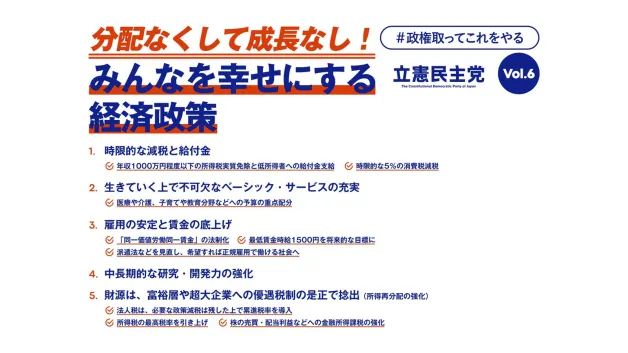 分配なくして成長なし！
#政権取ってこれをやる
みんなを幸せにする
経済政策
立憲民主党
The Constitutional Democratic Party of Japan
Vol.6
1. 時限的な減税と給付金
年収1000万円程度以下の所得税実質免除と低所得者への給付金支給 時限的な5%の消費税減税
2. 生きていく上で不可欠なベーシック・サービスの充実
医療や介護、子育てや教育分野などへの予算の重点配分
3. 雇用の安定と賃金の底上げ
「同一価値労働同一賃金」の法制化 最低賃金時給1500円を将来的な目標に
派遣法などを見直し、希望すれば正規雇用で働ける社会へ
4. 中長期的な研究・開発力の強化
5. 財源は、富裕層や超大企業への優遇税制の是正で捻出（所得再分配の強化）
法人税は、必要な政策減税は残した上で累進税率を導入
所得税の最高税率を引き上げ 株の売買・配当利益などへの金融所得課税の強化